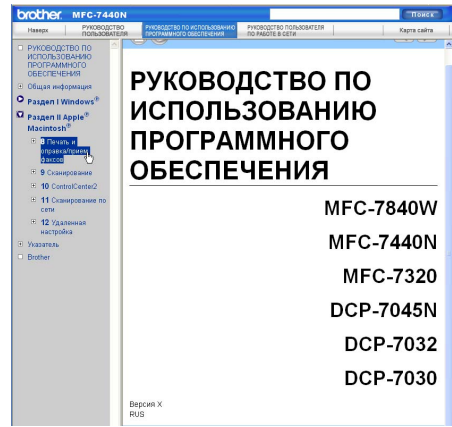 brother MFC-7440N
Поиск
Наверх
РУКОВОДСТВО
ПОЛЬЗОВАТЕЛЯ
РУКОВОДСТВО ПО ИСПОЛЬЗОВАНИЮ
ПРОГРАММНОГО ОБЕСПЕЧЕНИЯ
РУКОВОДСТВО ПОЛЬЗОВАТЕЛЯ
ПО РАБОТЕ В СЕТИ
Карта сайта
РУКОВОДСТВО ПО
ИСПОЛЬЗОВАНИЮ
ПРОГРАММНОГО
ОБЕСПЕЧЕНИЯ
Общая информация
Раздел I Windows®
Раздел II Apple®
Macintosh®
8 Печать и
оправка/прием
факсов
9 Сканирование
10 ControlCenter2
11 Сканирование по
сети
12 Удаленная
настройка
Указатель
Brother
РУКОВОДСТВО ПО
ИСПОЛЬЗОВАНИЮ
ПРОГРАММНОГО
ОБЕСПЕЧЕНИЯ
MFC-7840W
MFC-7440N
MFC-7320
DCP-7045N
DCP-7032
DCP-7030
Версия X
RUS